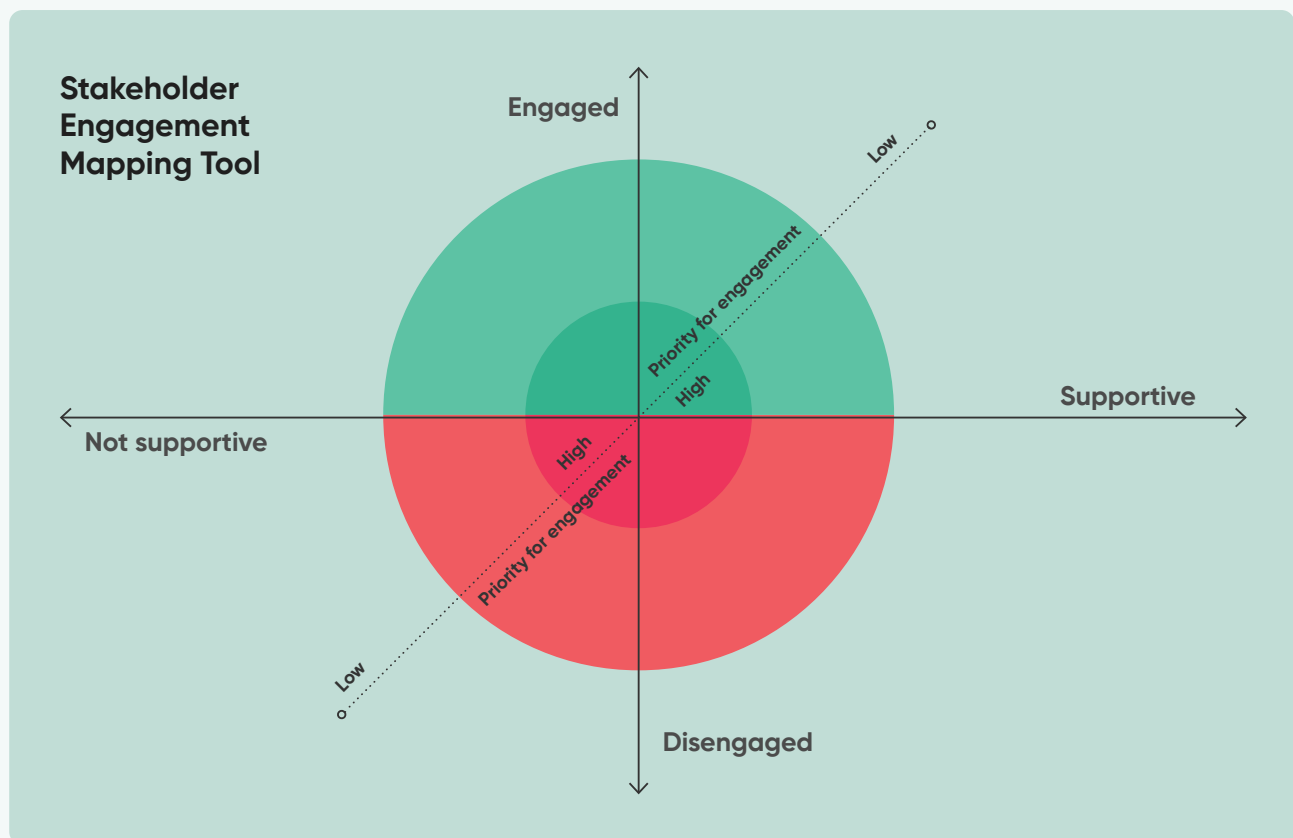 Stakeholder
Engagement
Mapping Tool
Engaged
Low
Priority for engagement
High
Supportive
Not supportive
High
Priority for engagement
Low
Disengaged